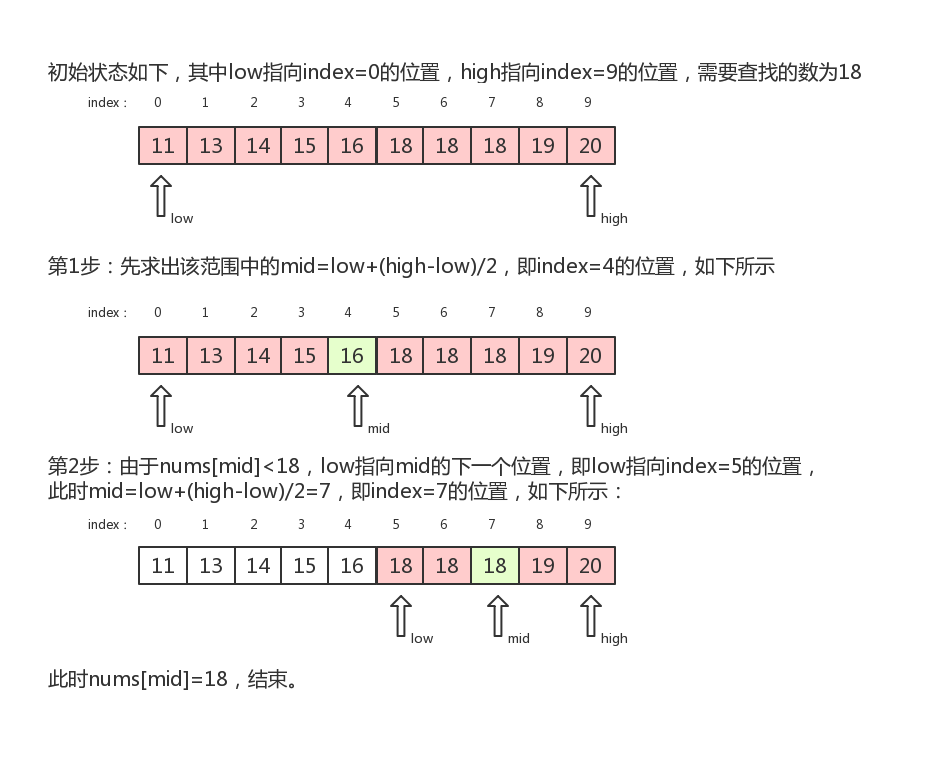 初始状态如下，其中low指向index=0的位置，high指向index=9的位置，需要查找的数为18
index： 0 1 2 3 4 5 6 7 8 9
11 13 14 15 16 18 18 18 19 20
low high
第1步：先求出该范围中的mid=low+(high-low)/2，即index=4的位置，如下所示
index： 0 1 2 3 4 5 6 7 8 9
11 13 14 15 16 18 18 18 19 20
low mid high
第2步：由于nums[mid]<18，low指向mid的下一个位置，即low指向index=5的位置，
此时mid=low+(high-low)/2=7，即index=7的位置，如下所示：
index： 0 1 2 3 4 5 6 7 8 9
11 13 14 15 16 18 18 18 19 20
low mid high
此时nums[mid]=18，结束。